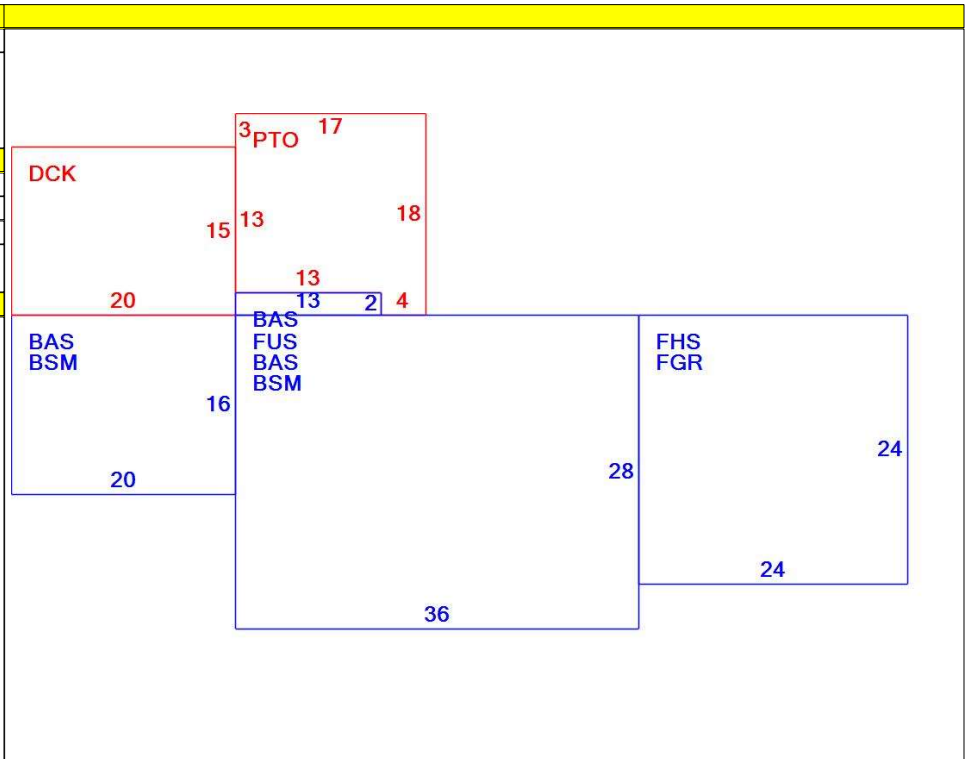 3 17
PTO
DCK
15 13 18
13
20 13 2 4
BAS
BAS FUS FHS
BSM BAS FGR
BSM
16
24
28
20
24
36